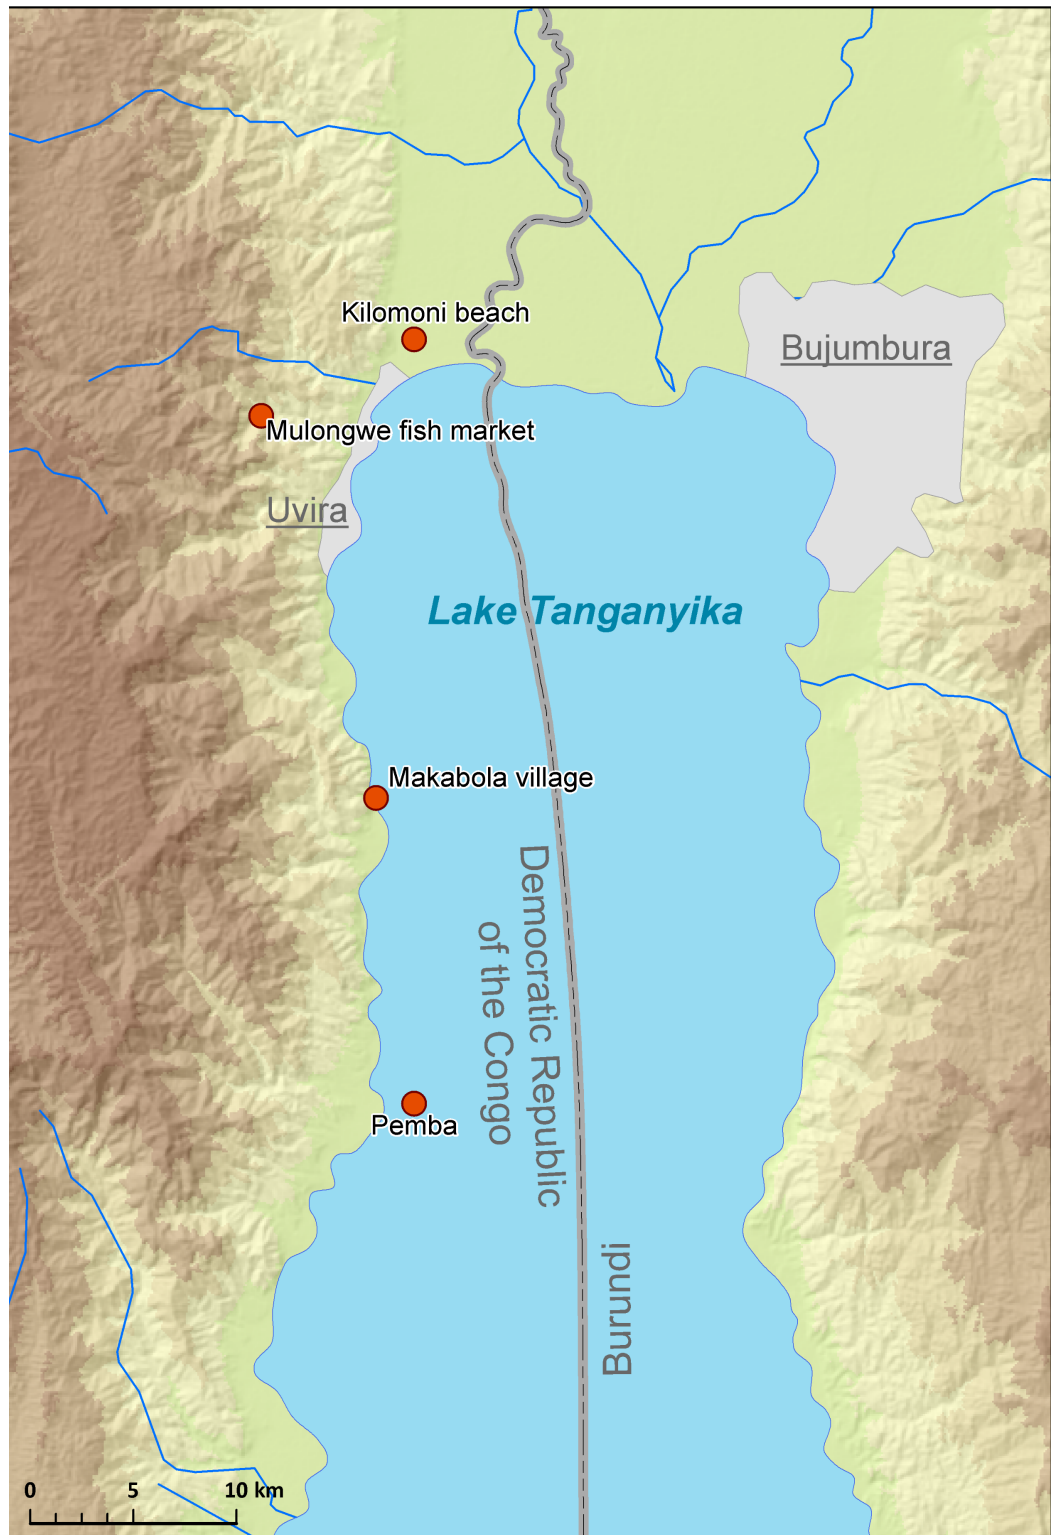 Kilomoni beach
Bujumbura
Mulongwe fish market
Uvira
Lake Tanganyika
Makabola village
Democratic Republic
of the Congo
Pemba
Burundi
0 5 10 km